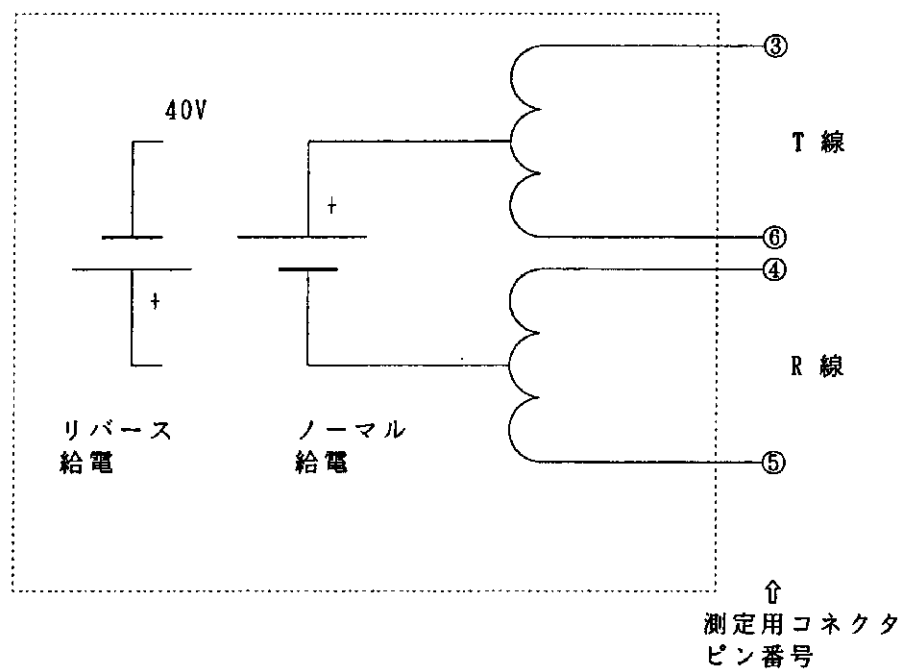 ③
40V
T 線
+
⑥
④
+
R 線
リバース
給電
ノーマル
給電
⑤
⇧
測定用コネクタ
ピン番号